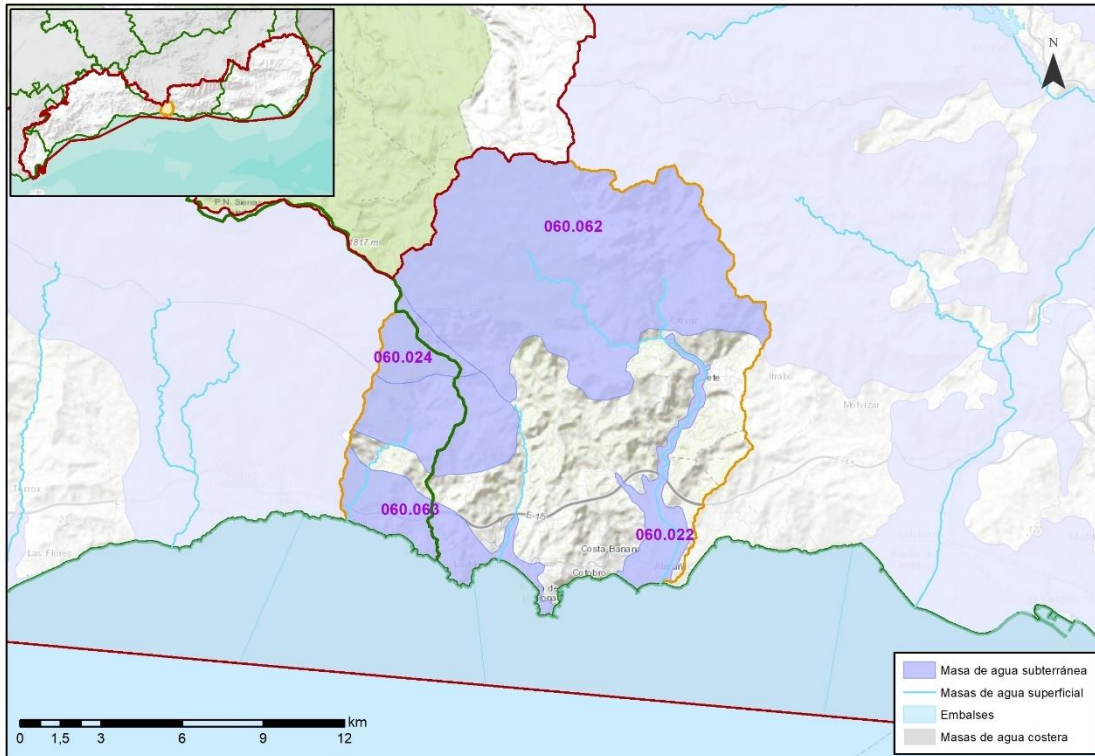 N
P.N. Sierra
1817 m
060.062
Otívar
060.024
Jete
Itrabo
Molvízar
Torrox
060.063
E-15
060.022
Las Flores
Costa Banana
Cotobro
km
0 1,5 3 6 9 12
Masa de agua subterránea
Masas de agua superficial
Embalses
Masas de agua costera